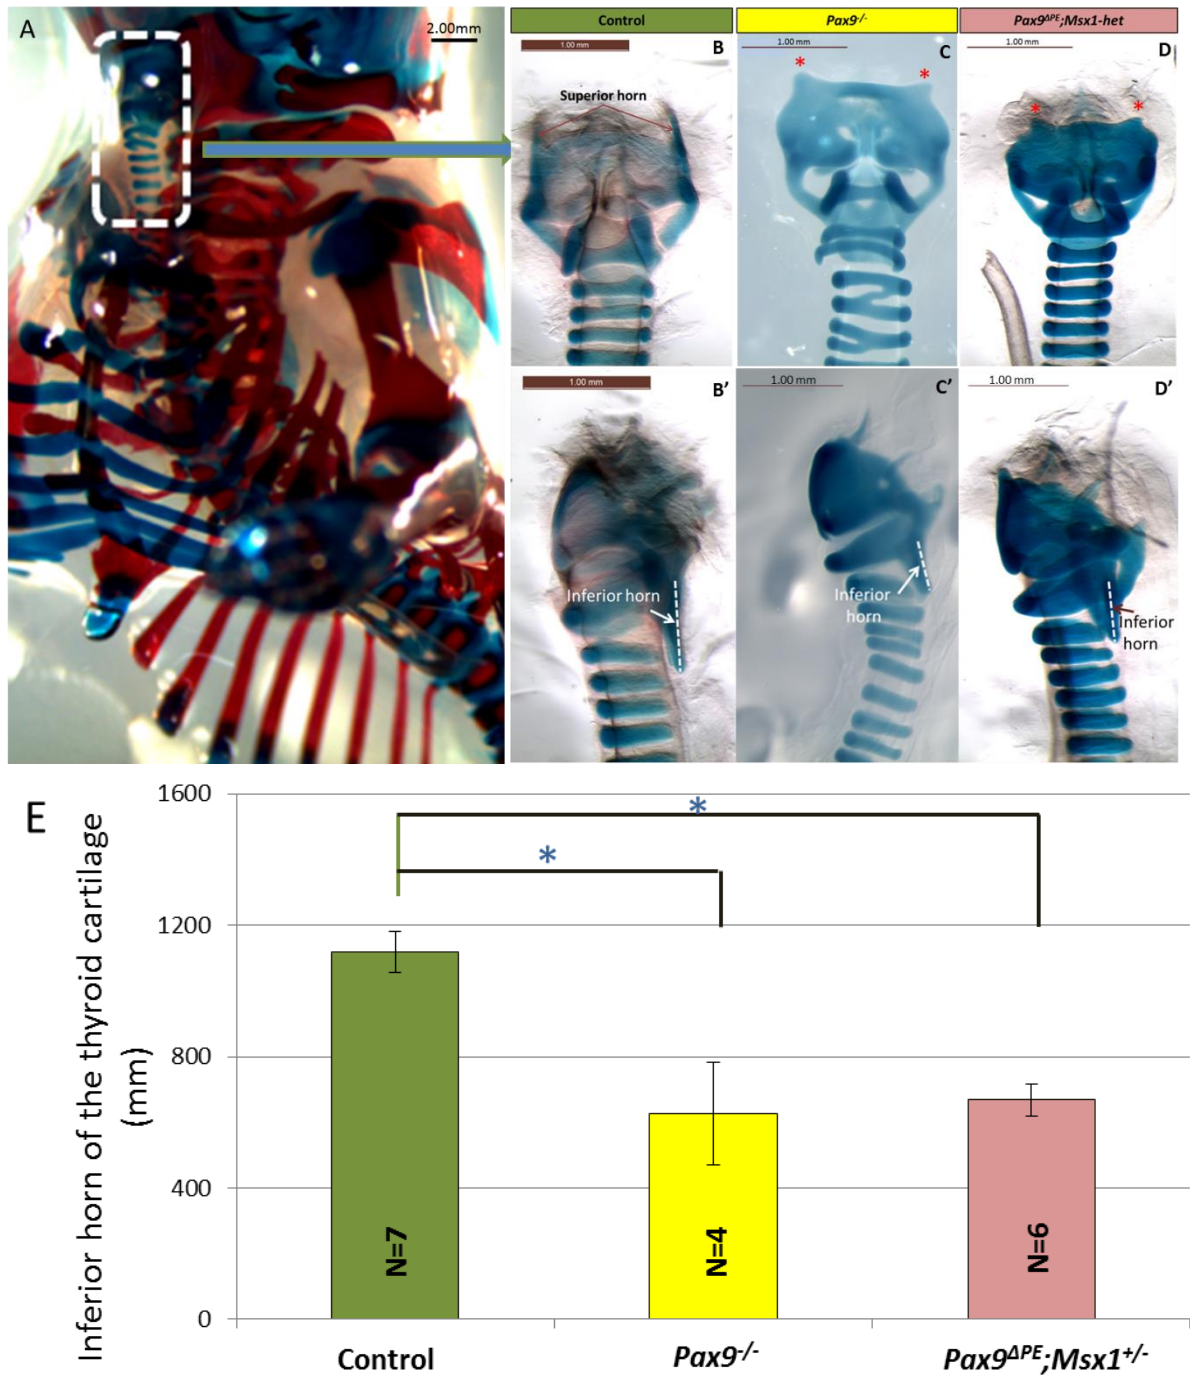 A
2.00mm
Control
Pax9-/-
Pax9ΔPE;Msx1-het
1.00 mm
B
Superior horn
1.00 mm
C
*
*
1.00 mm
D
*
*
1.00 mm
B’
Inferior horn
1.00 mm
C’
Inferior
horn
1.00 mm
D’
Inferior
horn
E
Inferior horn of the thyroid cartilage
(mm)
1600
1200
800
400
0
*
*
N=7
N=4
N=6
Control
Pax9-/-
Pax9ΔPE;Msx1+/-